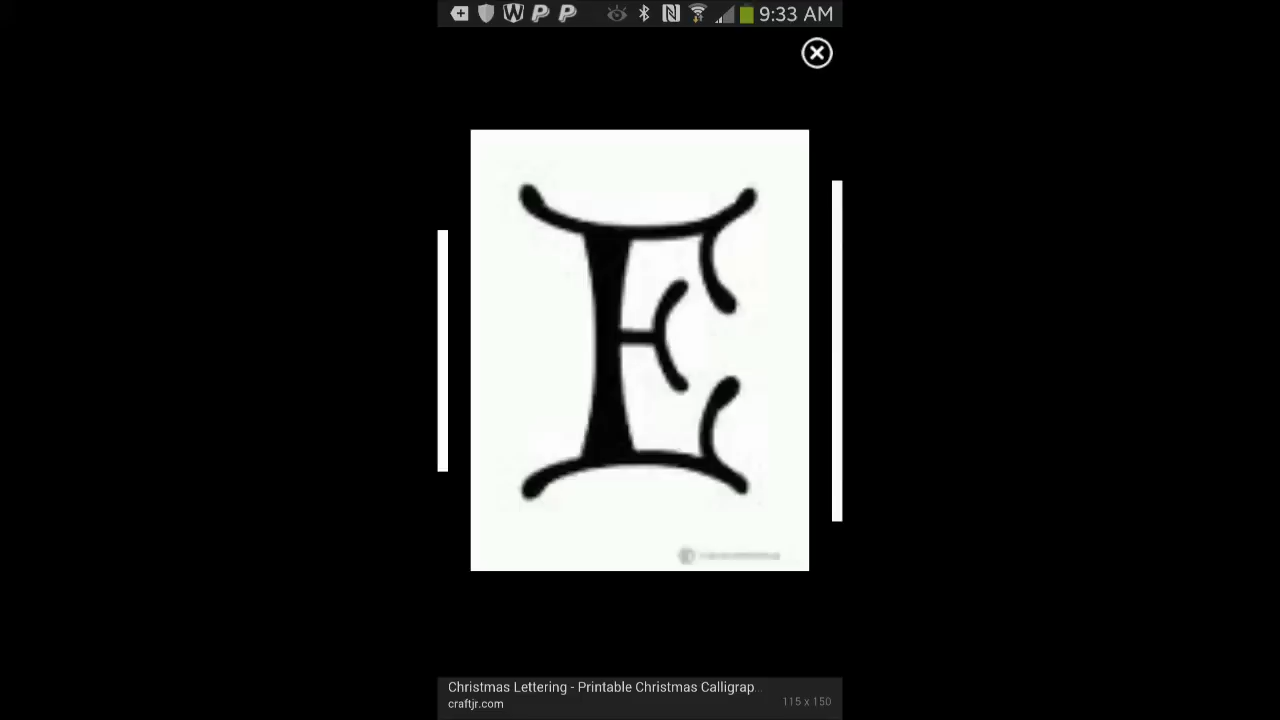 9:33 AM
E
Christmas Lettering - Printable Christmas Calligrap...
craftjr.com
115 x 150